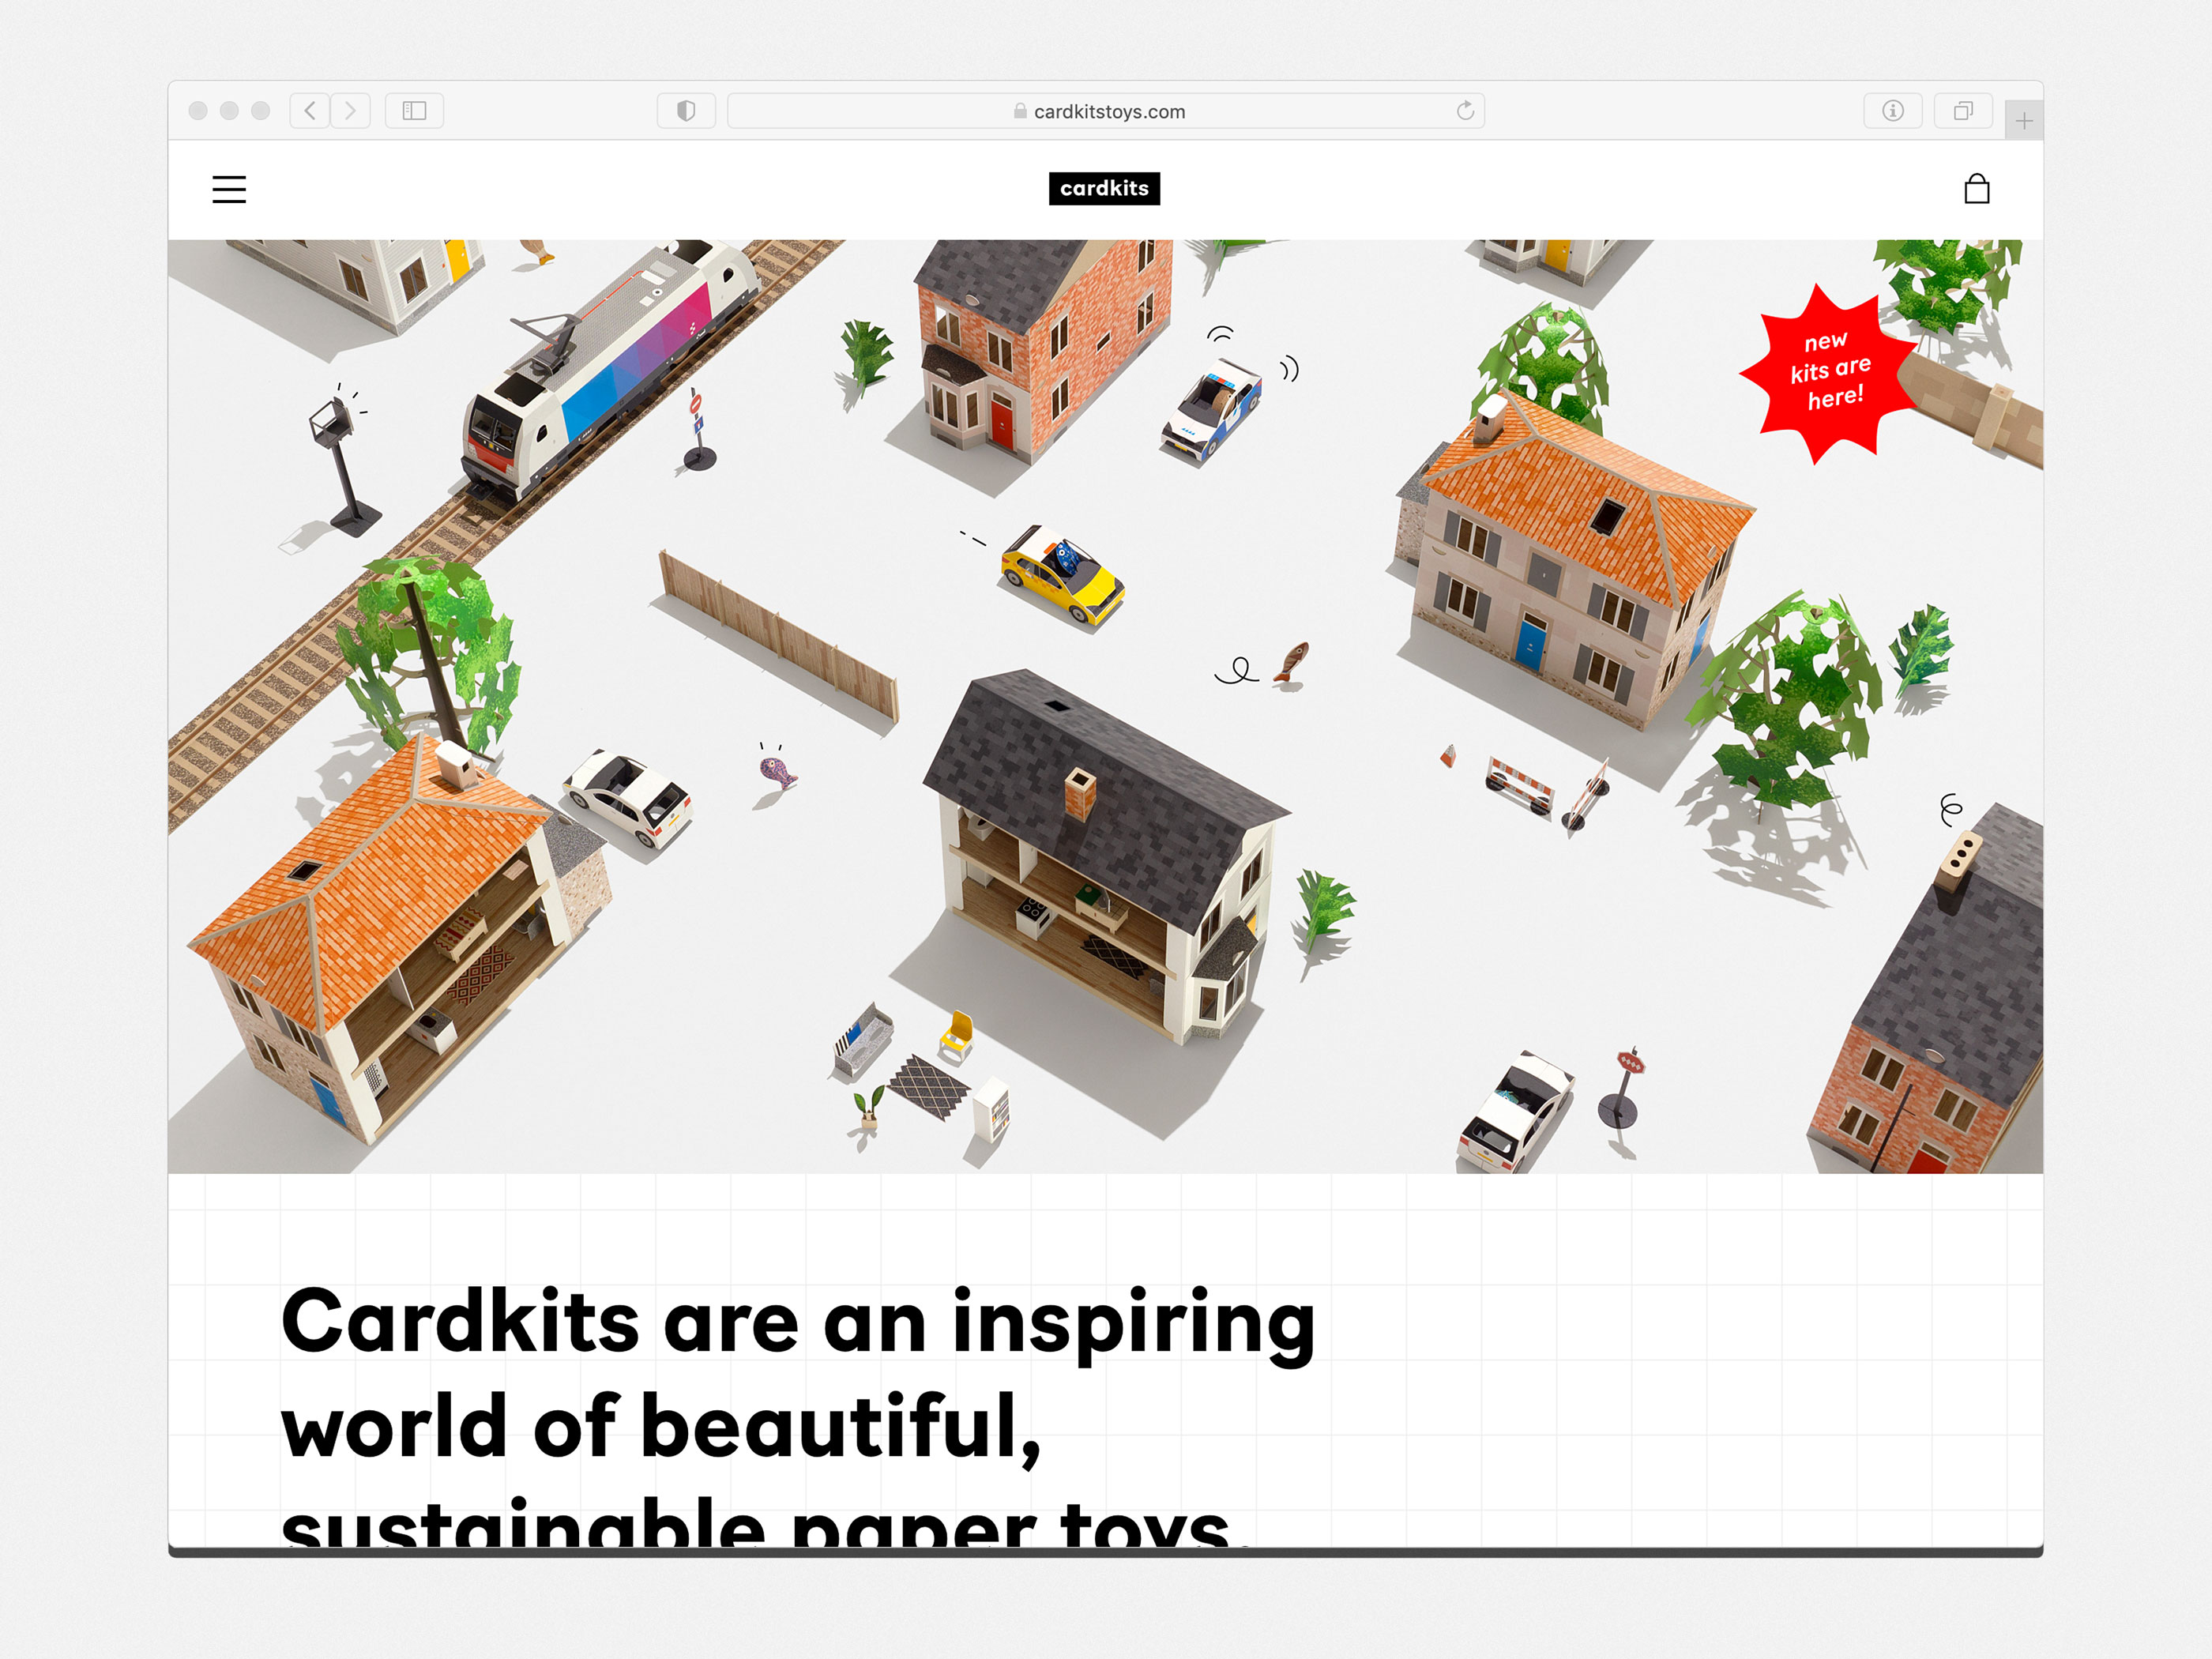 cardkitstoys.com
cardkits
new
kits are
here!
Cardkits are an inspiring
world of beautiful,
sustainable paper toys.